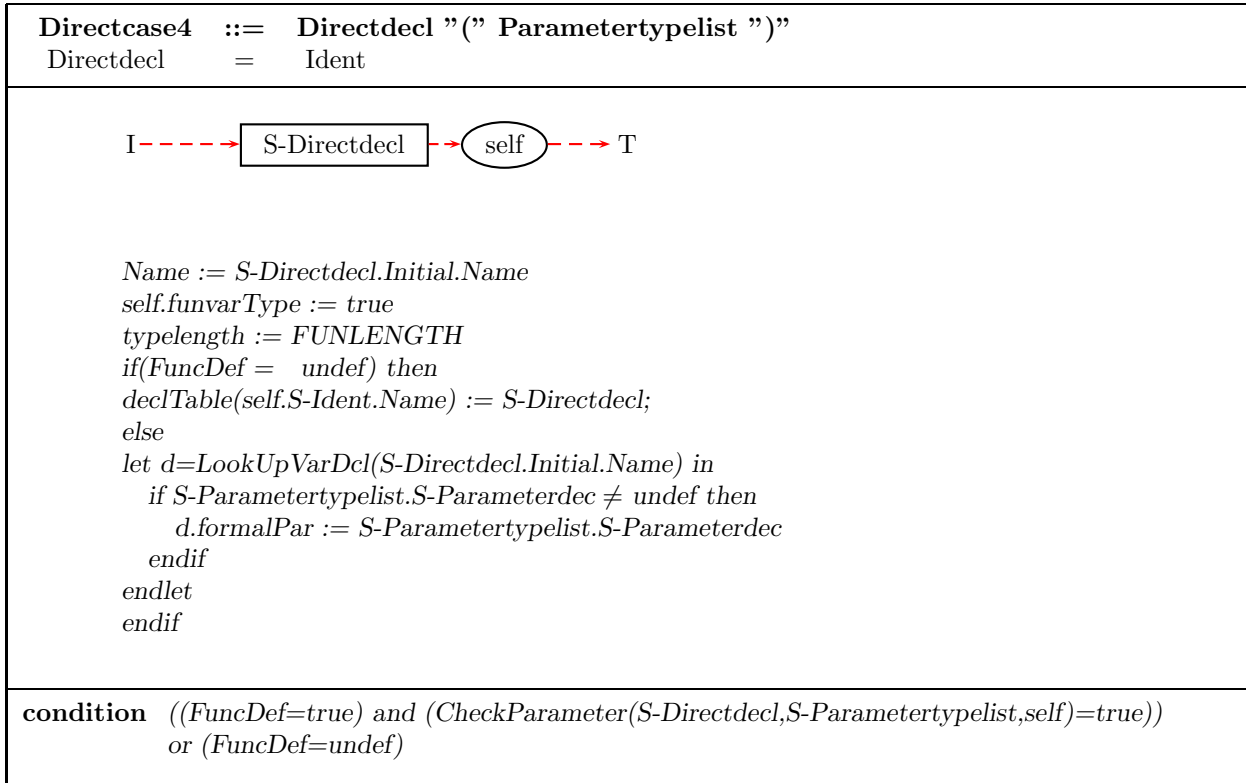 Directcase4 ::= Directdecl ”(” Parametertypelist ”)”
Directdecl = Ident
I S-Directdecl self T
Name := S-Directdecl.Initial.Name
self.funvarType := true
typelength := FUNLENGTH
if(FuncDef = undef) then
declTable(self.S-Ident.Name) := S-Directdecl;
else
let d=LookUpVarDcl(S-Directdecl.Initial.Name) in
if S-Parametertypelist.S-Parameterdec ≠ undef then
d.formalPar := S-Parametertypelist.S-Parameterdec
endif
endlet
endif
condition ((FuncDef=true) and (CheckParameter(S-Directdecl,S-Parametertypelist,self)=true))
or (FuncDef=undef)